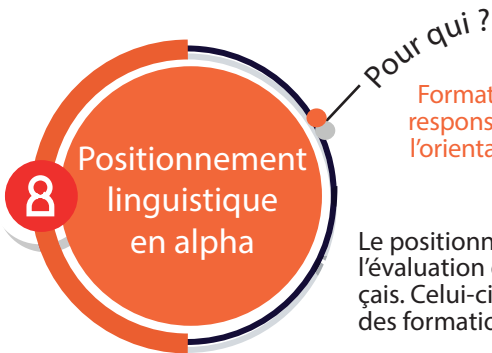 Pour qui ?
Format
respons
l'orienta
Positionnement
linguistique
en alpha
Le positionn
l'évaluation
çais. Celui-ci
des formatio